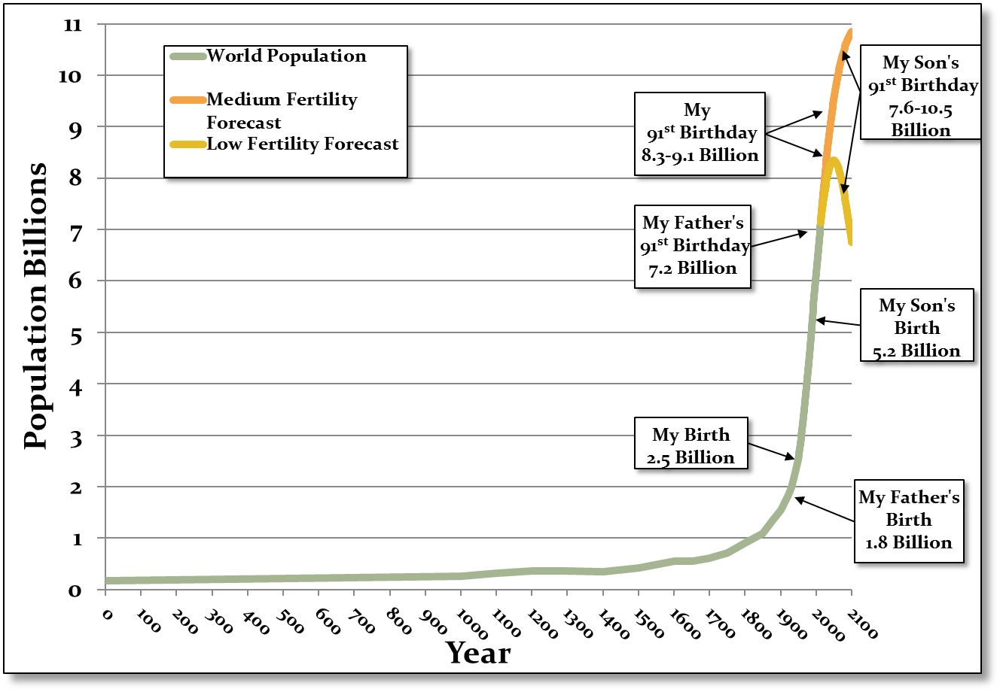 11
10
9
8
7
6
5
4
3
2
1
0
Population Billions
World Population
Medium Fertility
Forecast
Low Fertility Forecast
My
91st Birthday
8.3-9.1 Billion
My Son's
91st Birthday
7.6-10.5
Billion
My Father's
91st Birthday
7.2 Billion
My Son's
Birth
5.2 Billion
My Birth
2.5 Billion
My Father's
Birth
1.8 Billion
0
100
200
300
400
500
600
700
800
900
1000
1100
1200
1300
1400
1500
1600
1700
1800
1900
2000
2100
Year